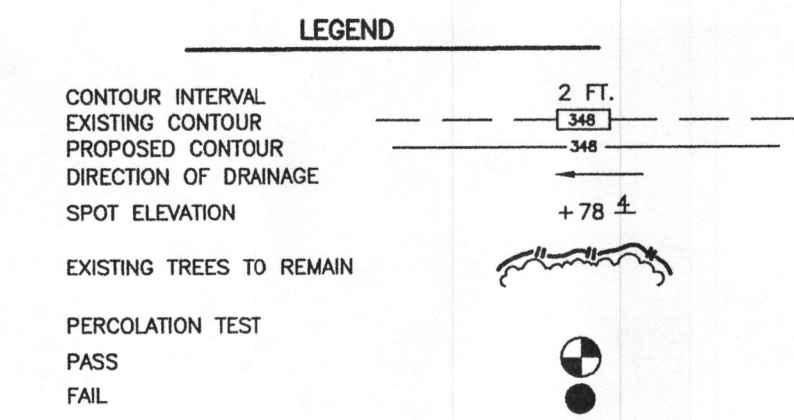 LEGEND
CONTOUR INTERVAL 2 FT.
EXISTING CONTOUR 348
PROPOSED CONTOUR 348
DIRECTION OF DRAINAGE
SPOT ELEVATION +78 4
EXISTING TREES TO REMAIN
PERCOLATION TEST
PASS
FAIL